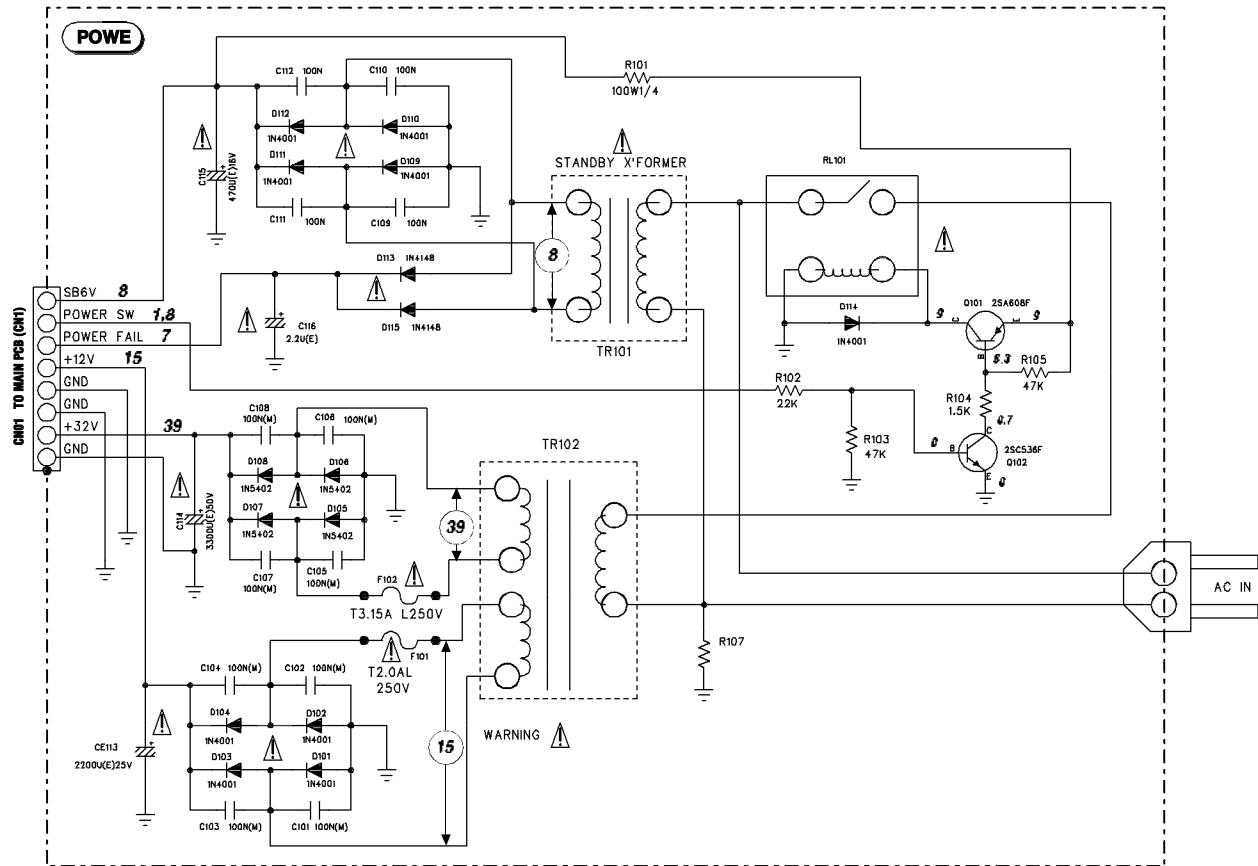 POWE
C112 100N
C110 100N
R101
100W1/4
D112
1N4001
D110
1N4001
D111
1N4001
D109
1N4001
C115
470U(E)16V
C111 100N
C109 100N
STANDBY X'FORMER
RL101
8
D113 1N4148
D115 1N4148
C116
2.2U(E)
TR101
D114
1N4001
Q101 2SA608F
9
C
E
9
B
5.3
R105
47K
CN01 TO MAIN PCB (CN1)
SB6V 8
POWER SW 1,8
POWER FAIL 7
+12V 15
GND
GND
+32V 39
GND
R102
22K
R103
47K
R104
1.5K
0.7
C
0
B
2SC536F
Q102
E
0
C108
100N(M)
C106
100N(M)
D108
1N5402
D106
1N5402
D107
1N5402
D105
1N5402
C114
3300U(E)50V
C107
100N(M)
C105
100N(M)
39
TR102
F102
T3.15A L250V
F101
T2.0AL
250V
AC IN
R107
C104 100N(M)
C102 100N(M)
D104
1N4001
D102
1N4001
D103
1N4001
D101
1N4001
CE113
2200U(E)25V
C103 100N(M)
C101 100N(M)
15
WARNING